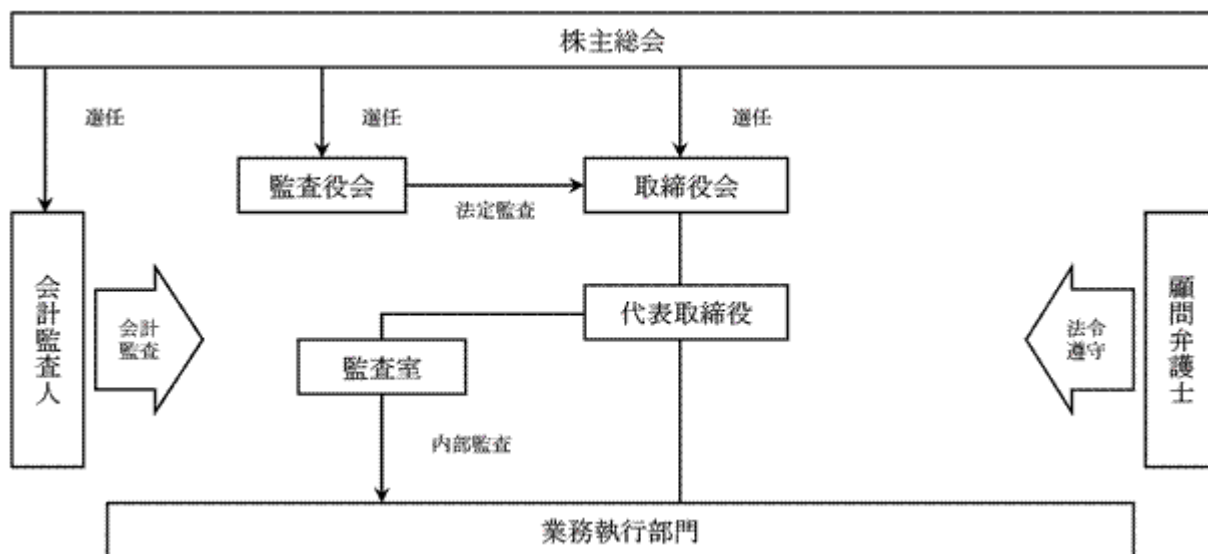 株主総会
選任
選任
選任
監査役会
取締役会
法定監査
会計監査人
会計
監査
代表取締役
監査室
法令
遵守
顧問弁護士
内部監査
業務執行部門